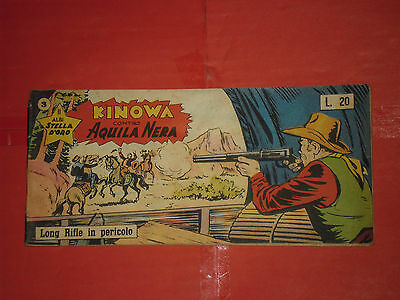 3
ALBI
STELLA
D'ORO
KINOWA
CONTRO
AQUILA NERA
L. 20
Long Rifle in pericolo